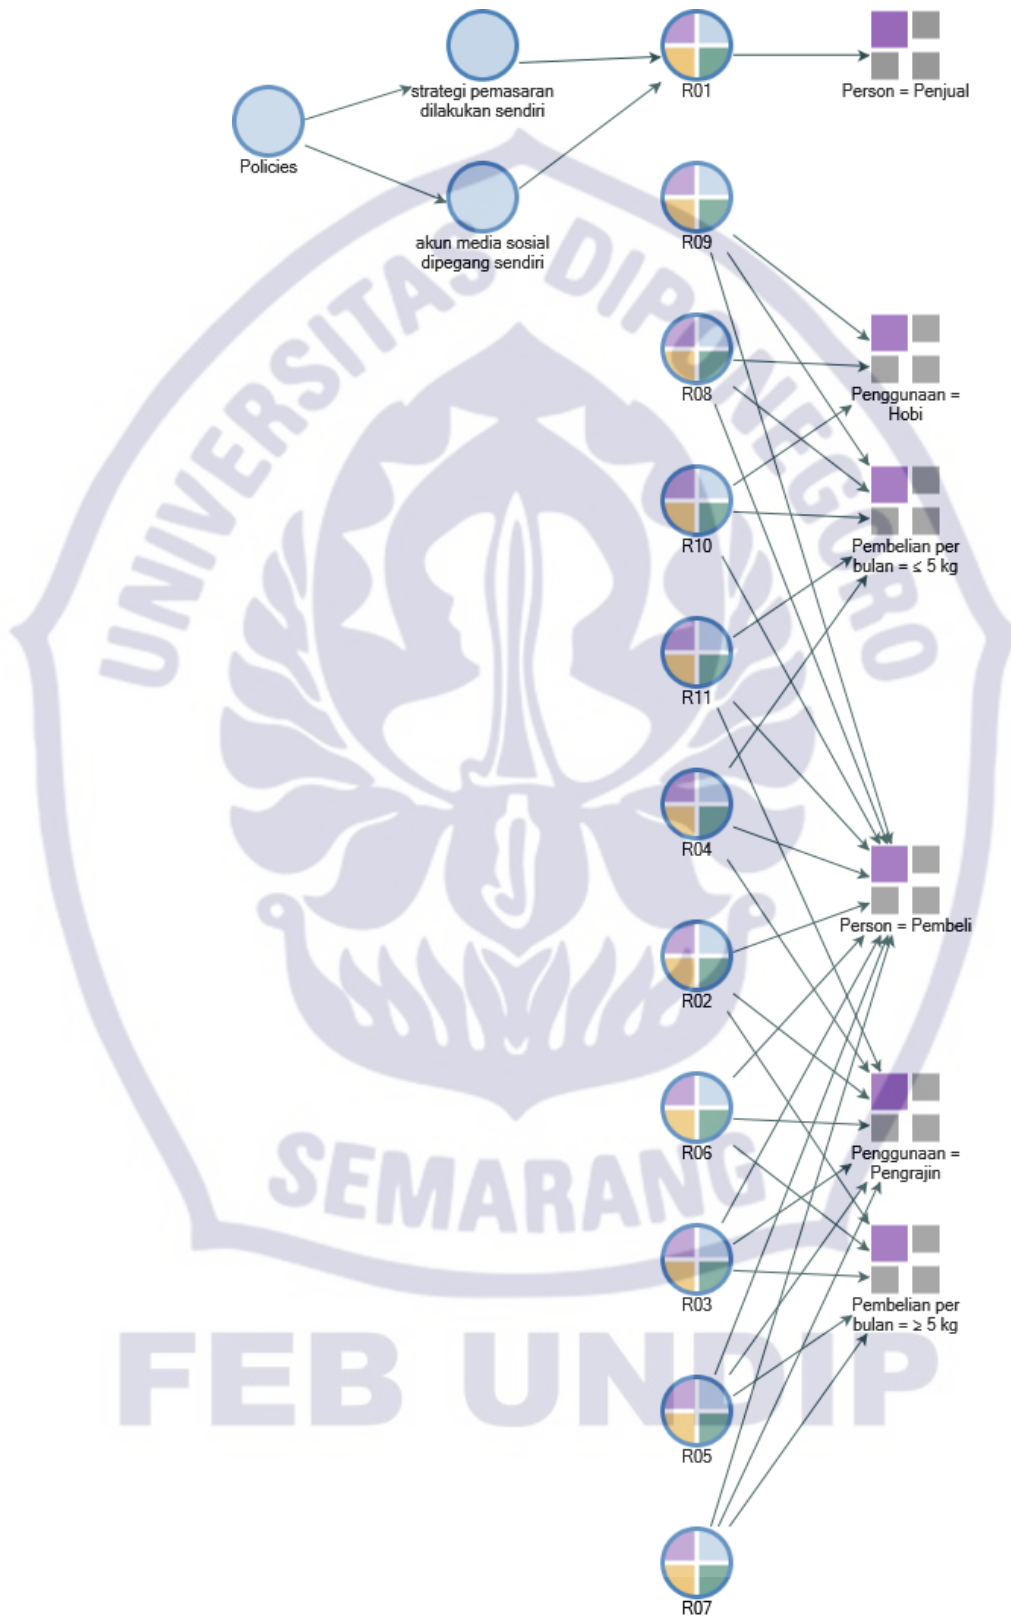 strategi pemasaran
dilakukan sendiri
R01
Person = Penjual
Policies
akun media sosial
dipegang sendiri
R09
R08
Penggunaan =
Hobi
R10
Pembelian per
bulan = ≤ 5 kg
R11
R04
Person = Pembeli
R02
R06
Penggunaan =
Pengrajin
R03
Pembelian per
bulan = ≥ 5 kg
R05
R07
UNIVERSITAS DIPONEGORO
SEMARANG
FEB UNDIP